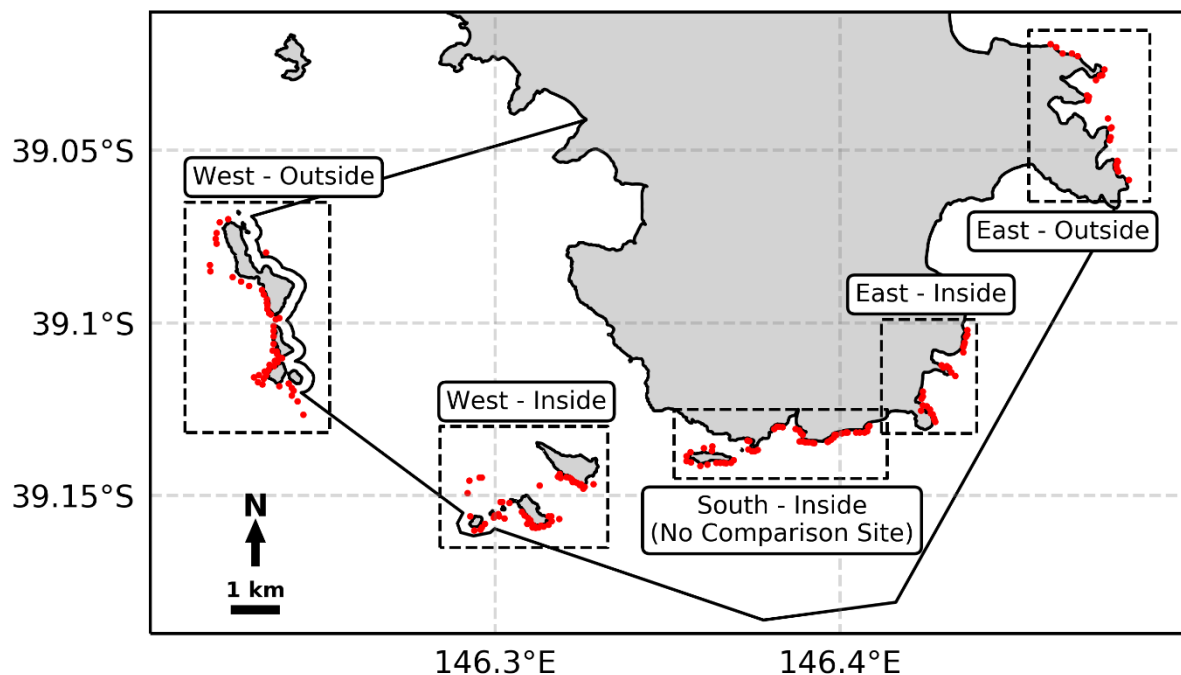 39.05°S
West - Outside
East - Outside
East - Inside
39.1°S
West - Inside
39.15°S
South - Inside
(No Comparison Site)
N
1 km
146.3°E
146.4°E